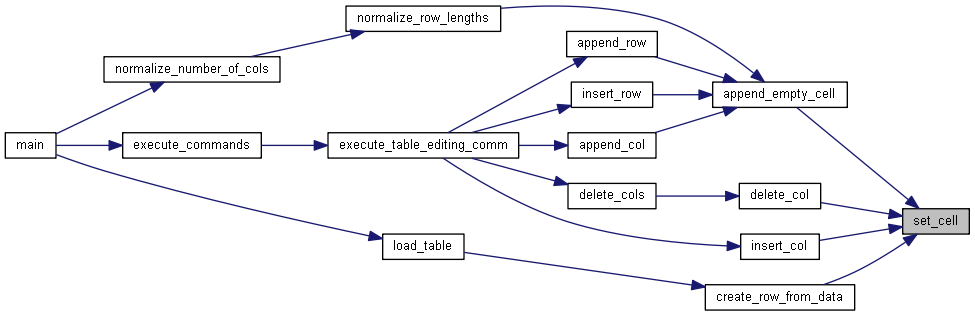 normalize_row_lengths
append_row
normalize_number_of_cols
insert_row
append_empty_cell
main
execute_commands
execute_table_editing_comm
append_col
delete_cols
delete_col
set_cell
load_table
insert_col
create_row_from_data